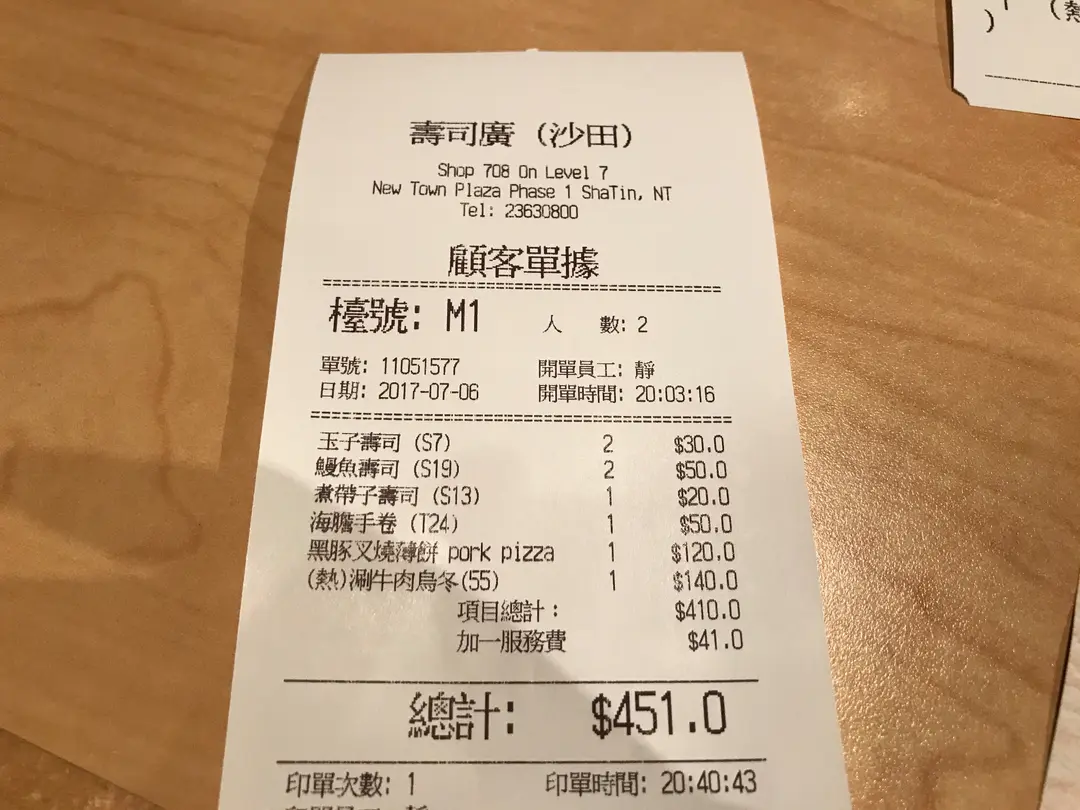 壽司廣 (沙田)
Shop 708 On Level 7
New Town Plaza Phase 1 ShaTin, NT
Tel: 23630800
顧客單據
檯號: M1 人 數: 2
單號: 11051577 開單員工: 靜
日期: 2017-07-06 開單時間: 20:03:16
玉子壽司 (S7) 2 $30.0
鰻魚壽司 (S19) 2 $50.0
煮帶子壽司 (S13) 1 $20.0
海膽手卷 (T24) 1 $50.0
黑豚叉燒薄餅 pork pizza 1 $120.0
(熱)涮牛肉烏冬(55) 1 $140.0
項目總計: $410.0
加一服務費 $41.0
總計: $451.0
印單次數: 1 印單時間: 20:40:43
(熱
)